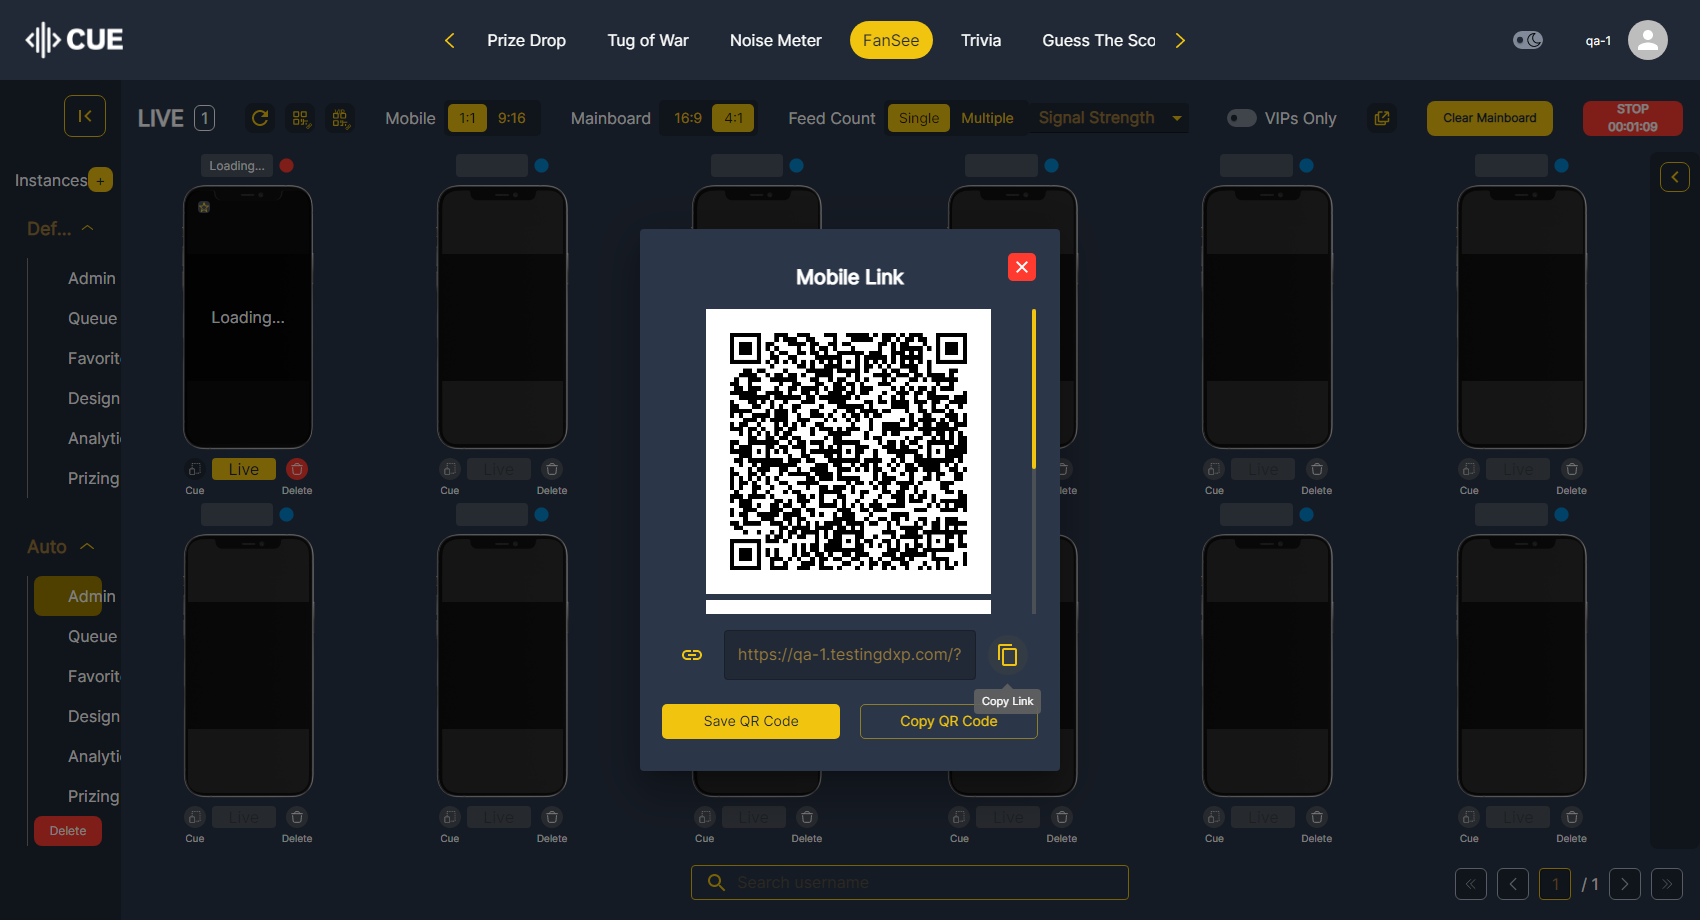 CUE
Prize Drop
Tug of War
Noise Meter
FanSee
Trivia
Guess The Sco
qa-1
LIVE 1
Mobile 1:1 9:16
Mainboard 16:9 4:1
Feed Count Single Multiple
Signal Strength
VIPs Only
Clear Mainboard
STOP
00:01:09
Instances +
Def...
Admin
Queue
Favorit
Design
Analyti
Prizing
Auto
Admin
Queue
Favorit
Design
Analyti
Prizing
Delete
Loading...
Loading...
Live
Live
Live
Live
Cue
Delete
Cue
Delete
lete
Cue
Delete
Cue
Delete
Mobile Link
https://qa-1.testingdxp.com/?
Copy Link
Save QR Code
Copy QR Code
Live
Live
Live
Live
Live
Live
Cue
Delete
Cue
Delete
Cue
Delete
Cue
Delete
Cue
Delete
Cue
Delete
Search username
1 / 1